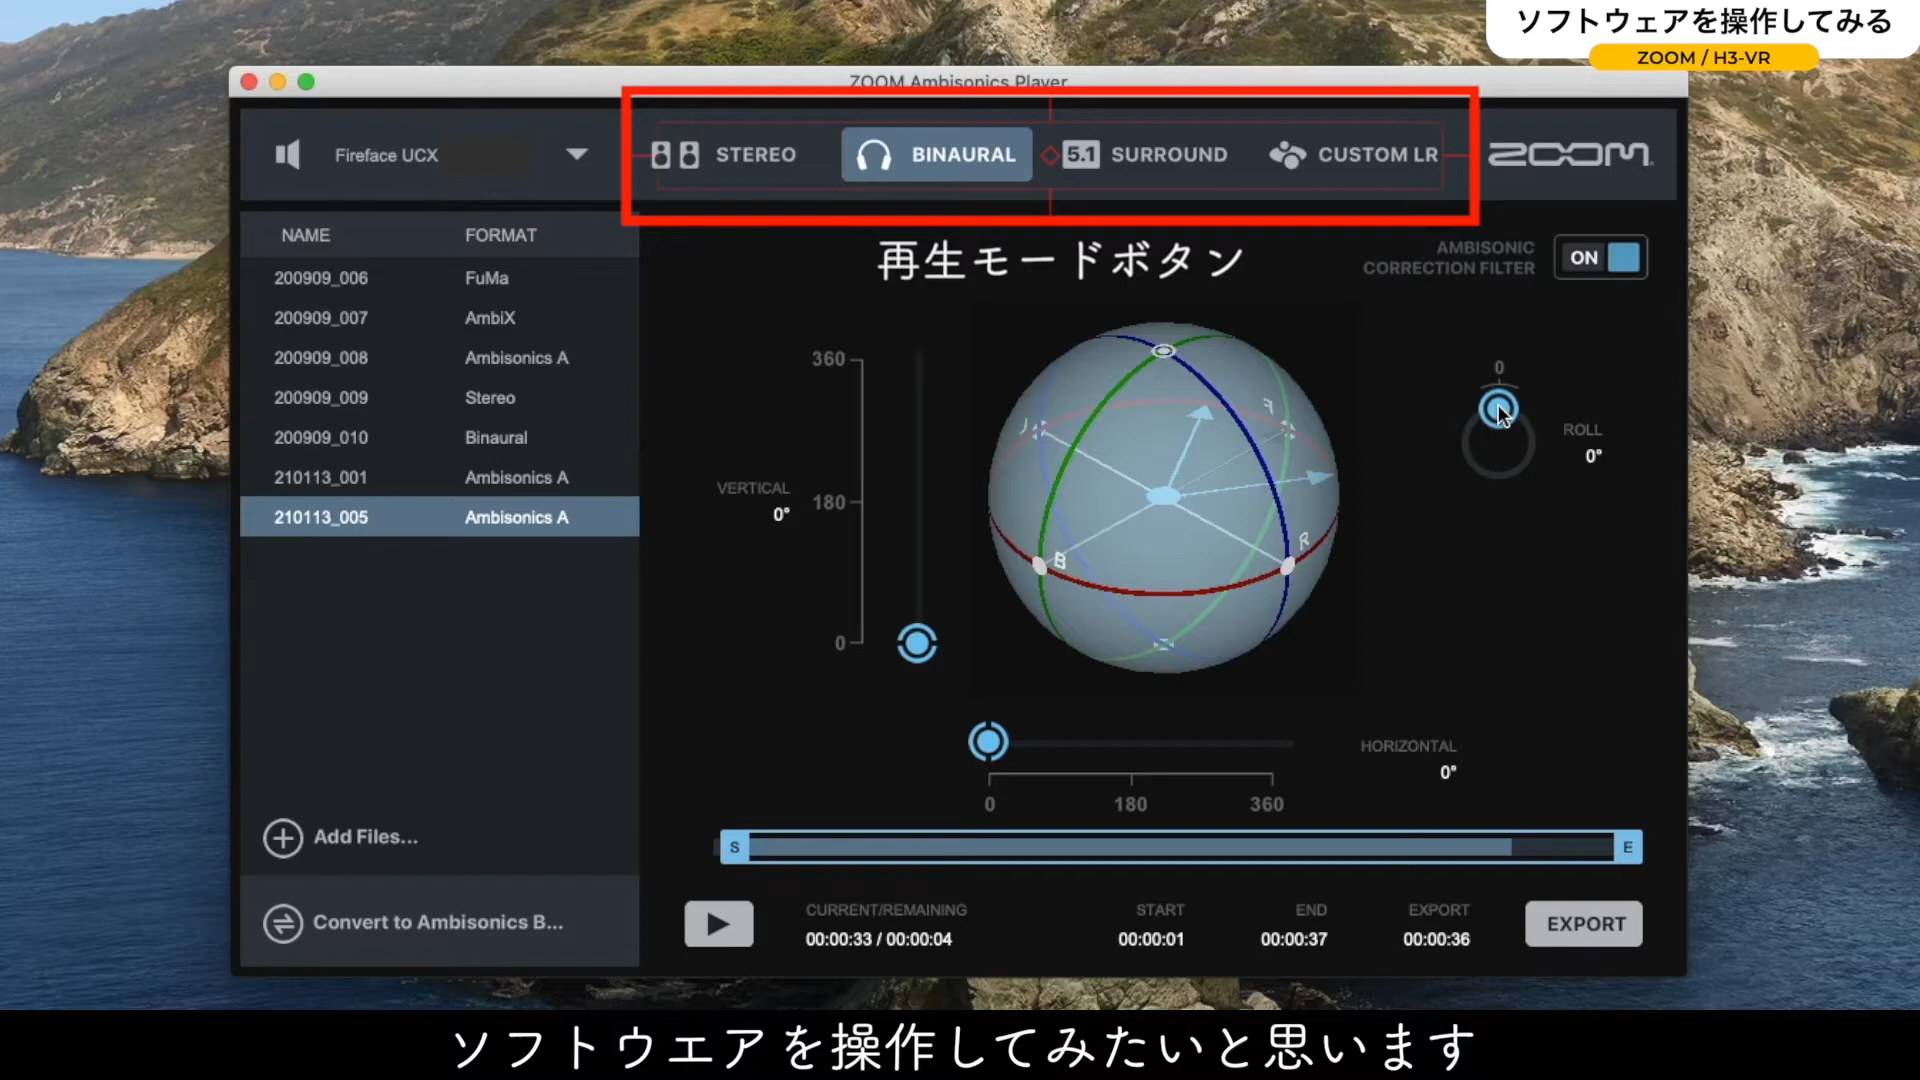 ソフトウェアを操作してみる
ZOOM / H3-VR
ZOOM Ambisonics Player
Fireface UCX
STEREO
BINAURAL
5.1 SURROUND
CUSTOM LR
ZOOM
再生モードボタン
AMBISONIC
CORRECTION FILTER
ON
NAME FORMAT
200909_006 FuMa
200909_007 AmbiX
200909_008 Ambisonics A
200909_009 Stereo
200909_010 Binaural
210113_001 Ambisonics A
210113_005 Ambisonics A
360
VERTICAL
180
0°
0
F
L
B
R
0
ROLL
0°
HORIZONTAL
0°
0 180 360
Add Files...
S E
Convert to Ambisonics B...
CURRENT/REMAINING START END EXPORT
00:00:33 / 00:00:04 00:00:01 00:00:37 00:00:36
EXPORT
ソフトウエアを操作してみたいと思います